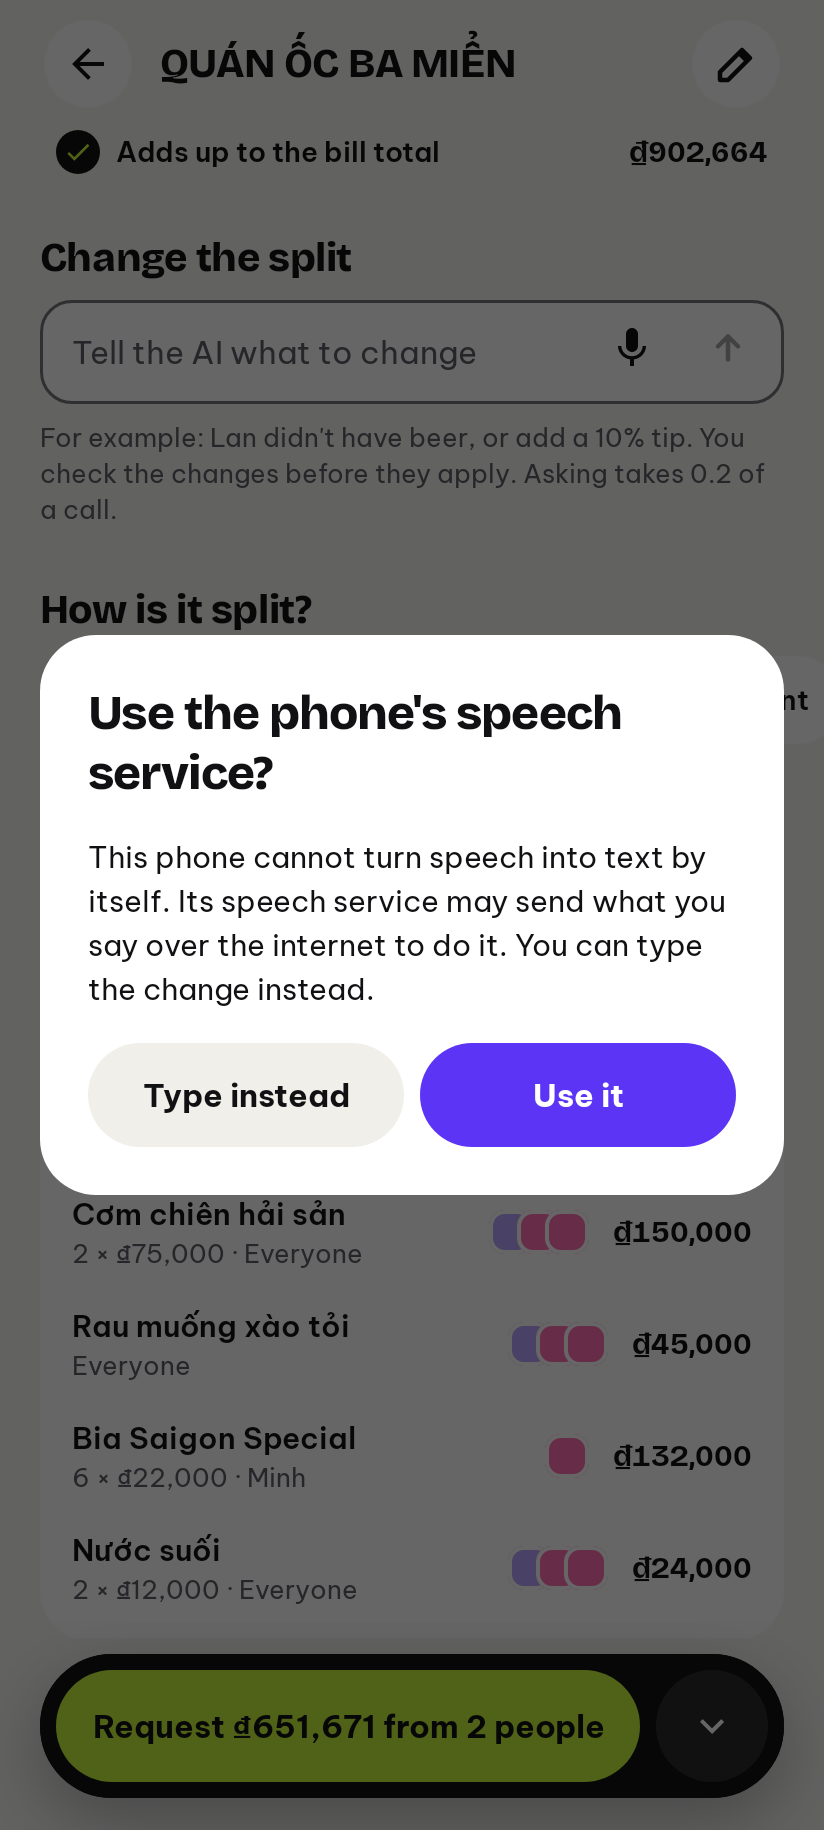 QUÁN ỐC BA MIỀN
Adds up to the bill total ₫902,664
Change the split
Tell the AI what to change
For example: Lan didn't have beer, or add a 10% tip. You
check the changes before they apply. Asking takes 0.2 of
a call.
How is it split?
nt
Use the phone's speech
service?
This phone cannot turn speech into text by
itself. Its speech service may send what you
say over the internet to do it. You can type
the change instead.
Type instead Use it
Cơm chiên hải sản ₫150,000
2 × ₫75,000 · Everyone
Rau muống xào tỏi ₫45,000
Everyone
Bia Saigon Special ₫132,000
6 × ₫22,000 · Minh
Nước suối ₫24,000
2 × ₫12,000 · Everyone
Request ₫651,671 from 2 people